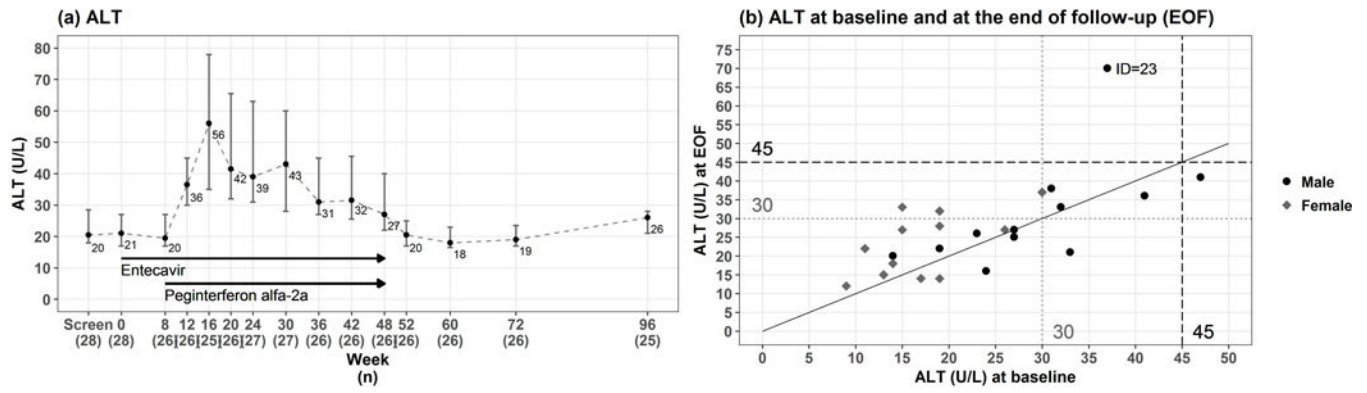 (a) ALT
ALT (U/L)
80
70
60
50
40
30
20
10
0
20
21
20
36
56
42
39
43
31
32
27
20
18
19
26
Entecavir
Peginterferon alfa-2a
Screen 0 8 12 16 20 24 30 36 42 48 52 60 72 96
(28) (28) (26)(26)(25)(26)(27) (27) (26) (26) (26)(26) (26) (26) (25)
Week
(n)
(b) ALT at baseline and at the end of follow-up (EOF)
ALT (U/L) at EOF
75
70
65
60
55
50
45
40
35
30
25
20
15
10
5
0
ID=23
45
30
30
45
0 5 10 15 20 25 30 35 40 45 50
ALT (U/L) at baseline
Male
Female